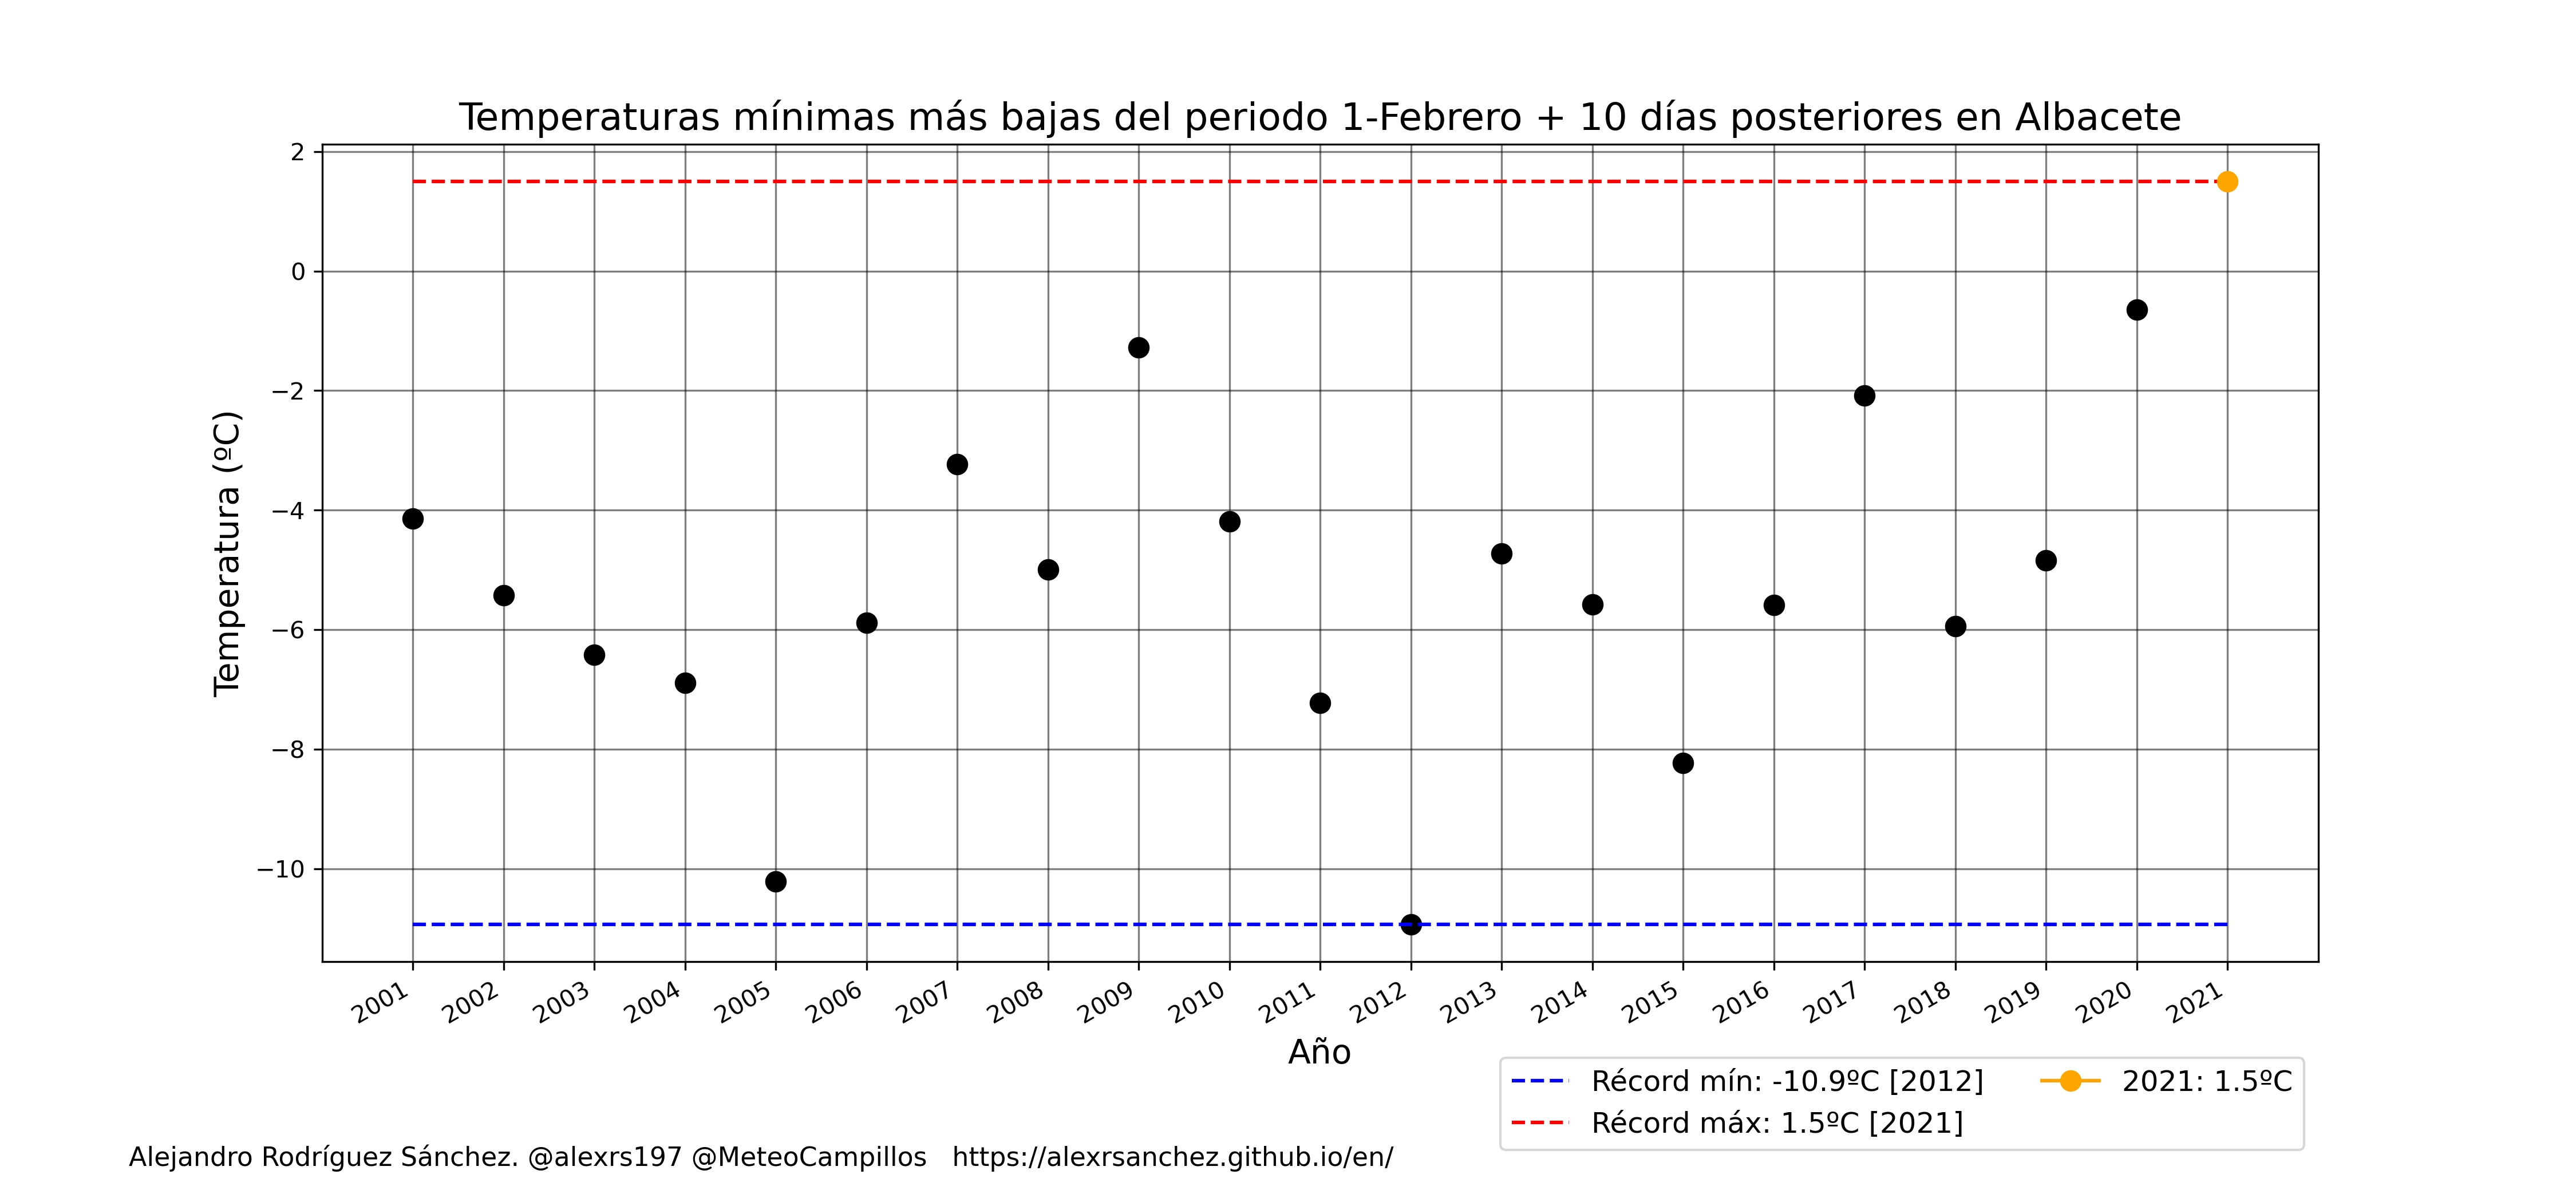 Temperaturas mínimas más bajas del periodo 1-Febrero + 10 días posteriores en Albacete
2
0
−2
−4
−6
−8
−10
Temperatura (ºC)
2001 2002 2003 2004 2005 2006 2007 2008 2009 2010 2011 2012 2013 2014 2015 2016 2017 2018 2019 2020 2021
Año
Récord mín: -10.9ºC [2012]
Récord máx: 1.5ºC [2021]
2021: 1.5ºC
Alejandro Rodríguez Sánchez. @alexrs197 @MeteoCampillos https://alexrsanchez.github.io/en/